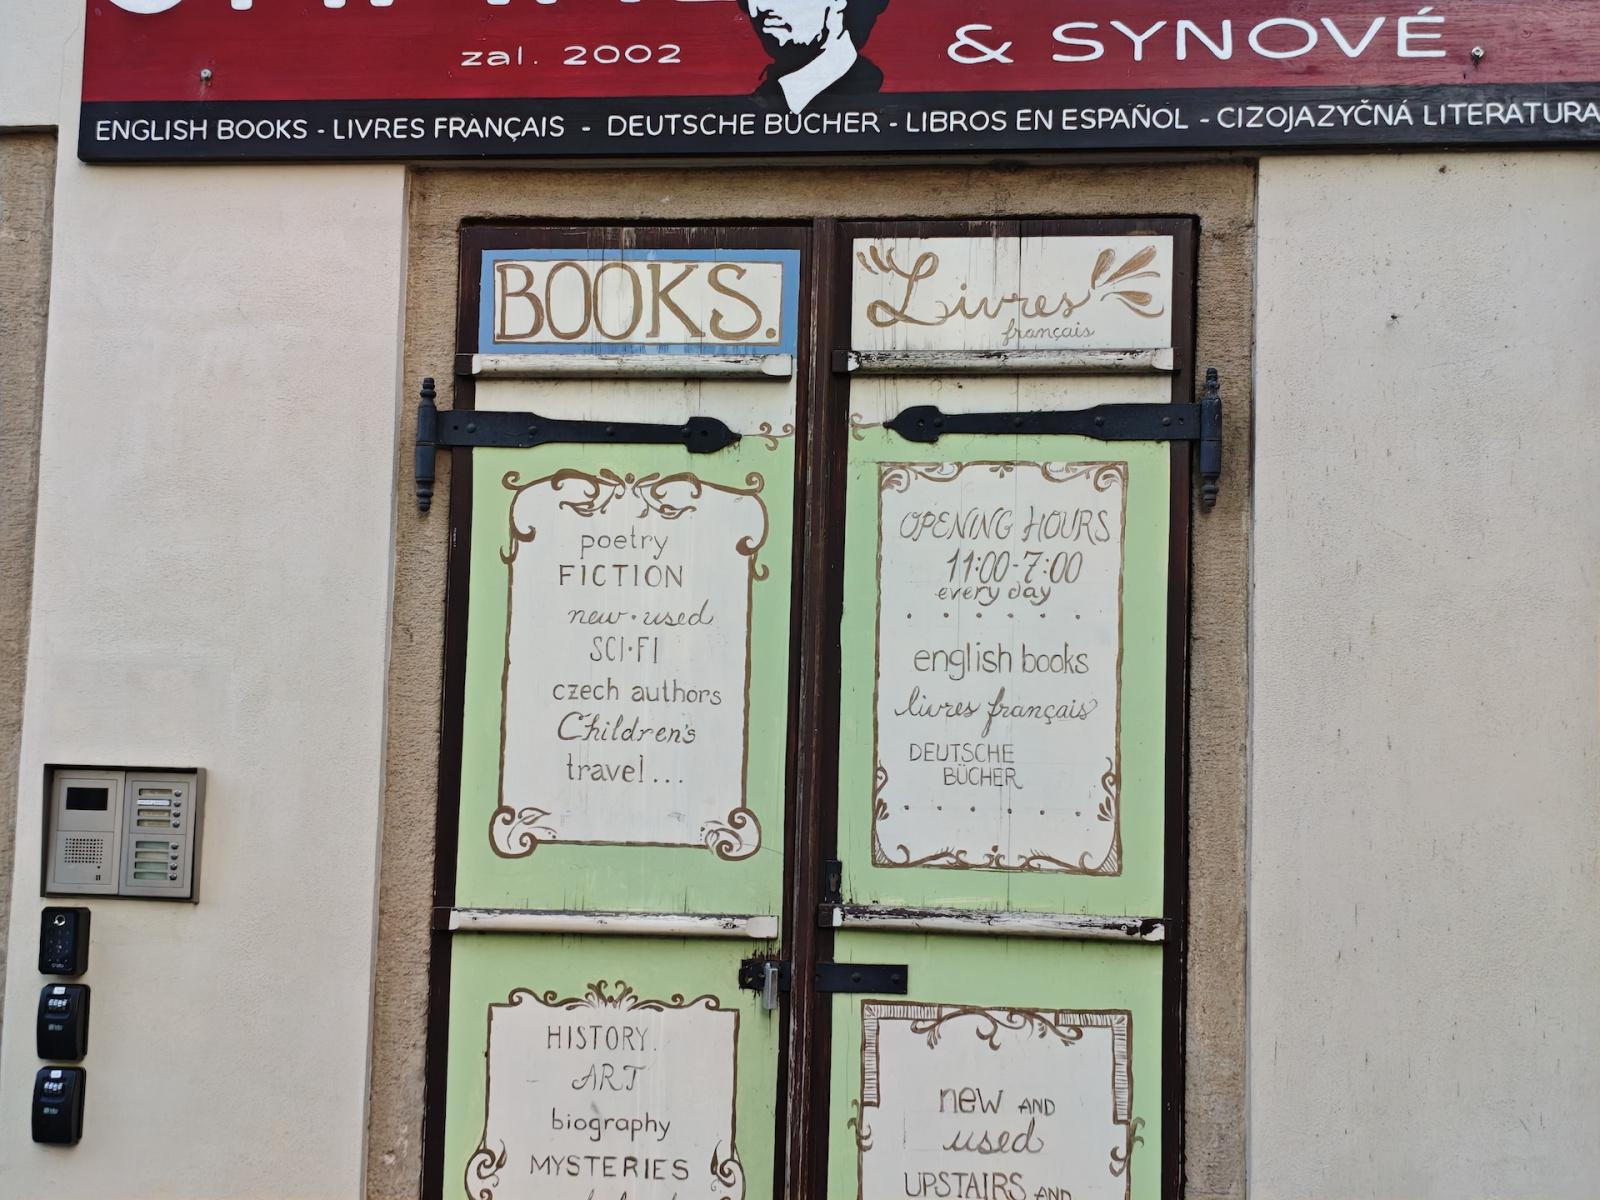 zal. 2002
& SYNOVÉ
ENGLISH BOOKS - LIVRES FRANÇAIS - DEUTSCHE BÜCHER - LIBROS EN ESPAÑOL - CIZOJAZYČNÁ LITERATURA
BOOKS.
poetry
FICTION
new · used
SCI·FI
czech authors
Children's
travel...
HISTORY.
ART
biography
MYSTERIES
Livres
français
OPENING HOURS
11:00-7:00
every day
english books
livres français
DEUTSCHE
BÜCHER
new AND
used
UPSTAIRS AND